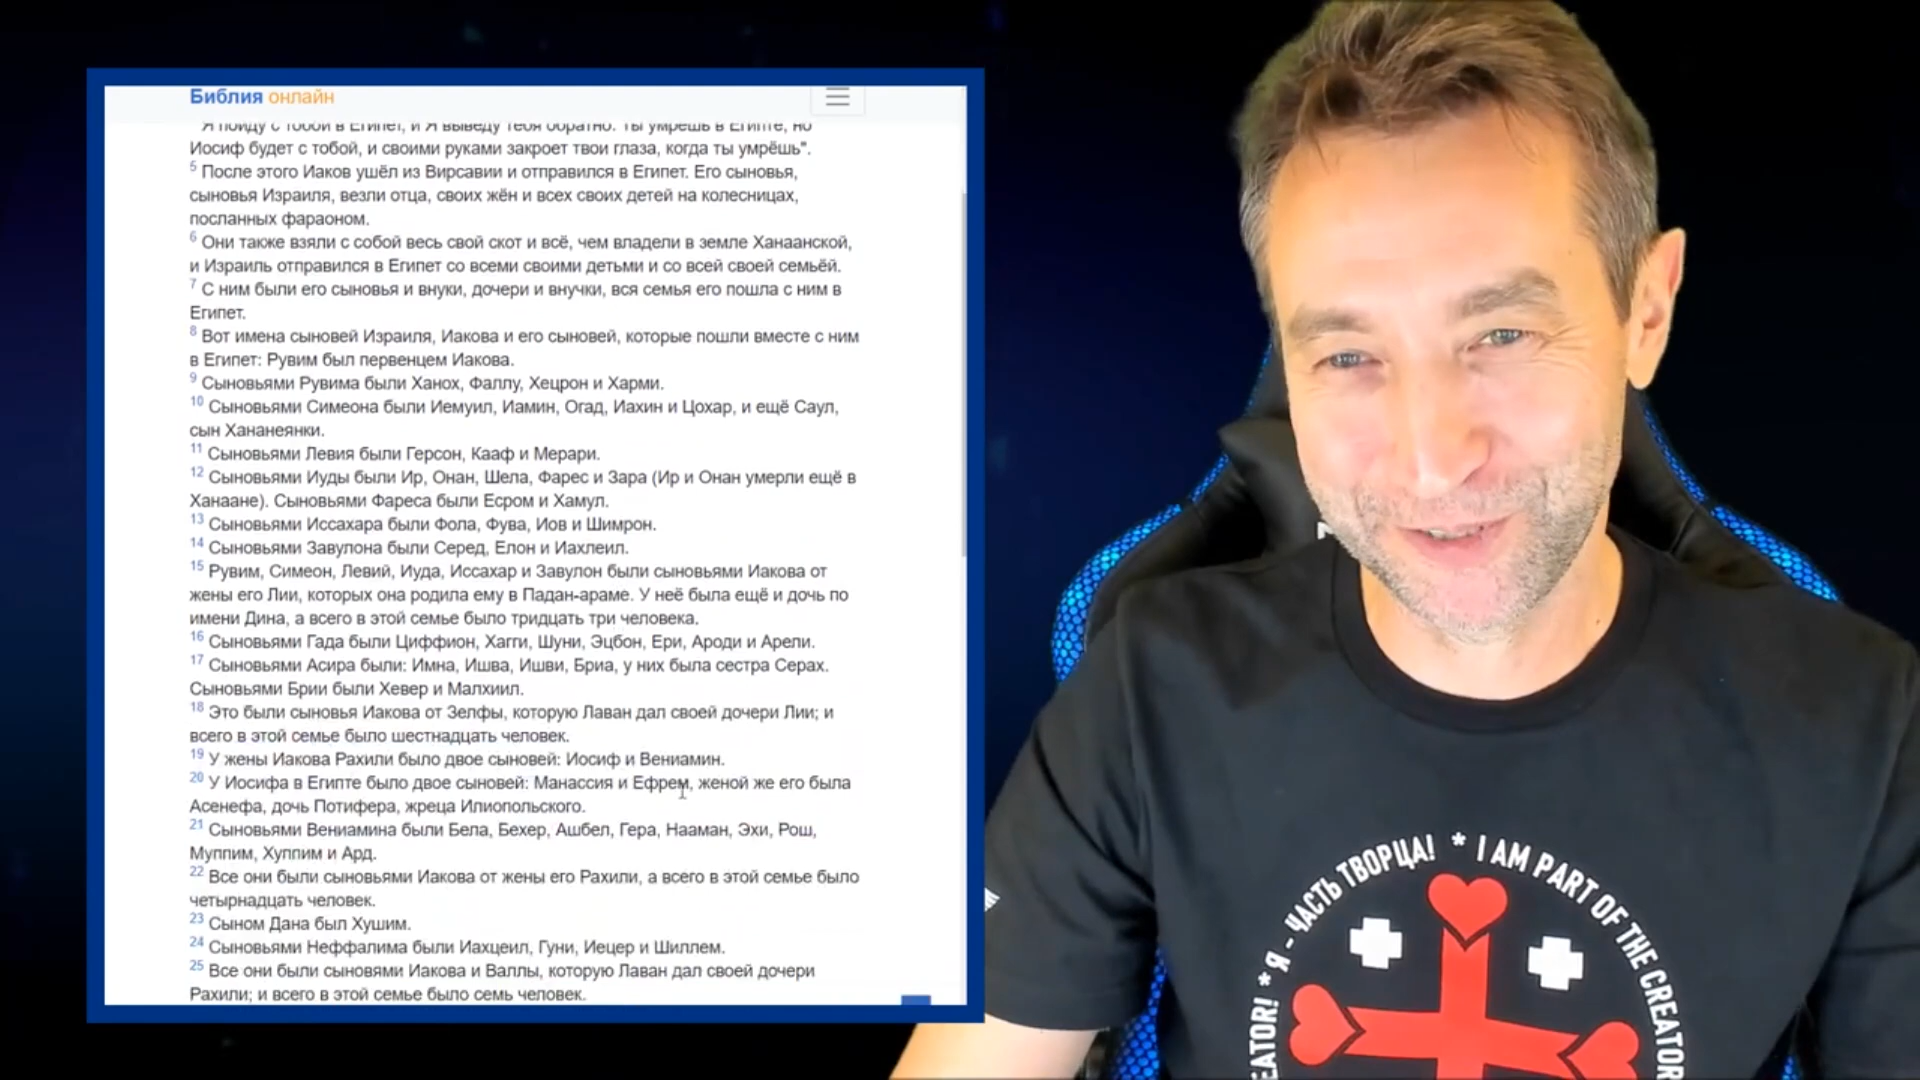 Библия онлайн
Я пойду с тобой в Египет, и Я выведу тебя обратно. Ты умрёшь в Египте, но
Иосиф будет с тобой, и своими руками закроет твои глаза, когда ты умрёшь".
5 После этого Иаков ушёл из Вирсавии и отправился в Египет. Его сыновья,
сыновья Израиля, везли отца, своих жён и всех своих детей на колесницах,
посланных фараоном.
6 Они также взяли с собой весь свой скот и всё, чем владели в земле Ханаанской,
и Израиль отправился в Египет со всеми своими детьми и со всей своей семьёй.
7 С ним были его сыновья и внуки, дочери и внучки, вся семья его пошла с ним в
Египет.
8 Вот имена сыновей Израиля, Иакова и его сыновей, которые пошли вместе с ним
в Египет: Рувим был первенцем Иакова.
9 Сыновьями Рувима были Ханох, Фаллу, Хецрон и Харми.
10 Сыновьями Симеона были Иемуил, Иамин, Огад, Иахин и Цохар, и ещё Саул,
сын Хананеянки.
11 Сыновьями Левия были Герсон, Кааф и Мерари.
12 Сыновьями Иуды были Ир, Онан, Шела, Фарес и Зара (Ир и Онан умерли ещё в
Ханаане). Сыновьями Фареса были Есром и Хамул.
13 Сыновьями Иссахара были Фола, Фува, Иов и Шимрон.
14 Сыновьями Завулона были Серед, Елон и Иахлеил.
15 Рувим, Симеон, Левий, Иуда, Иссахар и Завулон были сыновьями Иакова от
жены его Лии, которых она родила ему в Падан-араме. У неё была ещё и дочь по
имени Дина, а всего в этой семье было тридцать три человека.
16 Сыновьями Гада были Циффион, Хагги, Шуни, Эцбон, Ери, Ароди и Арели.
17 Сыновьями Асира были: Имна, Ишва, Ишви, Бриа, у них была сестра Серах.
Сыновьями Брии были Хевер и Малхиил.
18 Это были сыновья Иакова от Зелфы, которую Лаван дал своей дочери Лии; и
всего в этой семье было шестнадцать человек.
19 У жены Иакова Рахили было двое сыновей: Иосиф и Вениамин.
20 У Иосифа в Египте было двое сыновей: Манассия и Ефрем, женой же его была
Асенефа, дочь Потифера, жреца Илиопольского.
21 Сыновьями Вениамина были Бела, Бехер, Ашбел, Гера, Нааман, Эхи, Рош,
Муппим, Хуппим и Ард.
22 Все они были сыновьями Иакова от жены его Рахили, а всего в этой семье было
четырнадцать человек.
23 Сыном Дана был Хушим.
24 Сыновьями Неффалима были Иахцеил, Гуни, Иецер и Шиллем.
25 Все они были сыновями Иакова и Валлы, которую Лаван дал своей дочери
Рахили; и всего в этой семье было семь человек.
EATOR! * Я - ЧАСТЬ ТВОРЦА! * I AM PART OF THE CREATOR